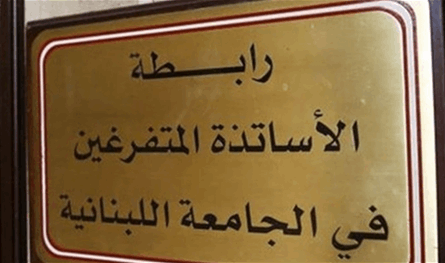 رابطة
الأساتذة المتفرغين
في الجامعة اللبنانية